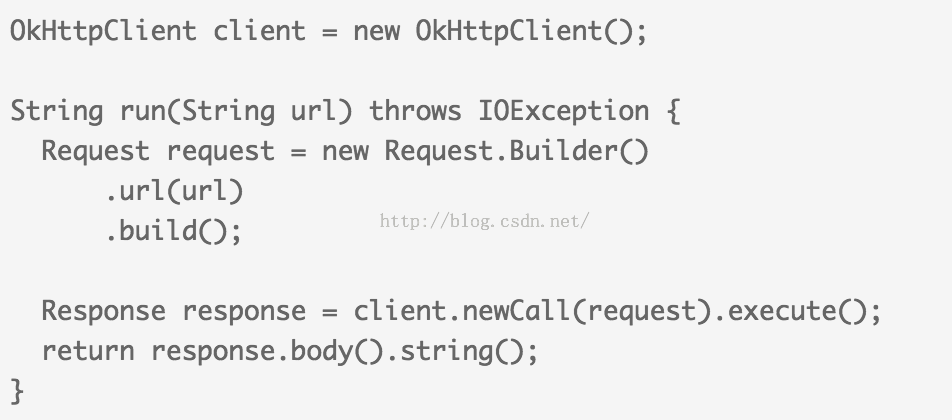 OkHttpClient client = new OkHttpClient();
String run(String url) throws IOException {
Request request = new Request.Builder()
.url(url)
http://blog.csdn.net/
.build();
Response response = client.newCall(request).execute();
return response.body().string();
}